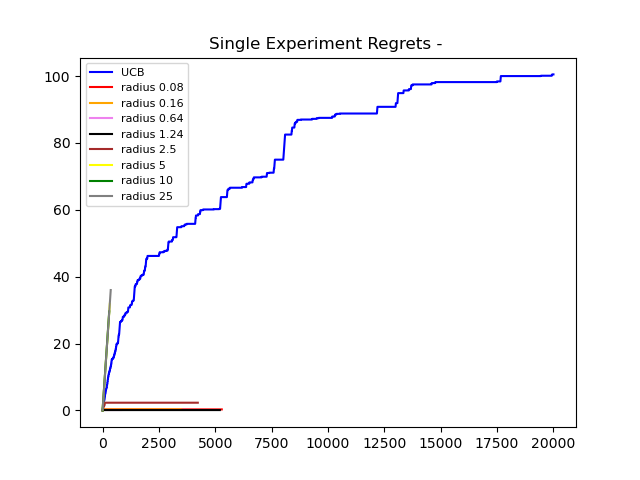 Single Experiment Regrets -
100
80
60
40
20
0
UCB
radius 0.08
radius 0.16
radius 0.64
radius 1.24
radius 2.5
radius 5
radius 10
radius 25
0 2500 5000 7500 10000 12500 15000 17500 20000